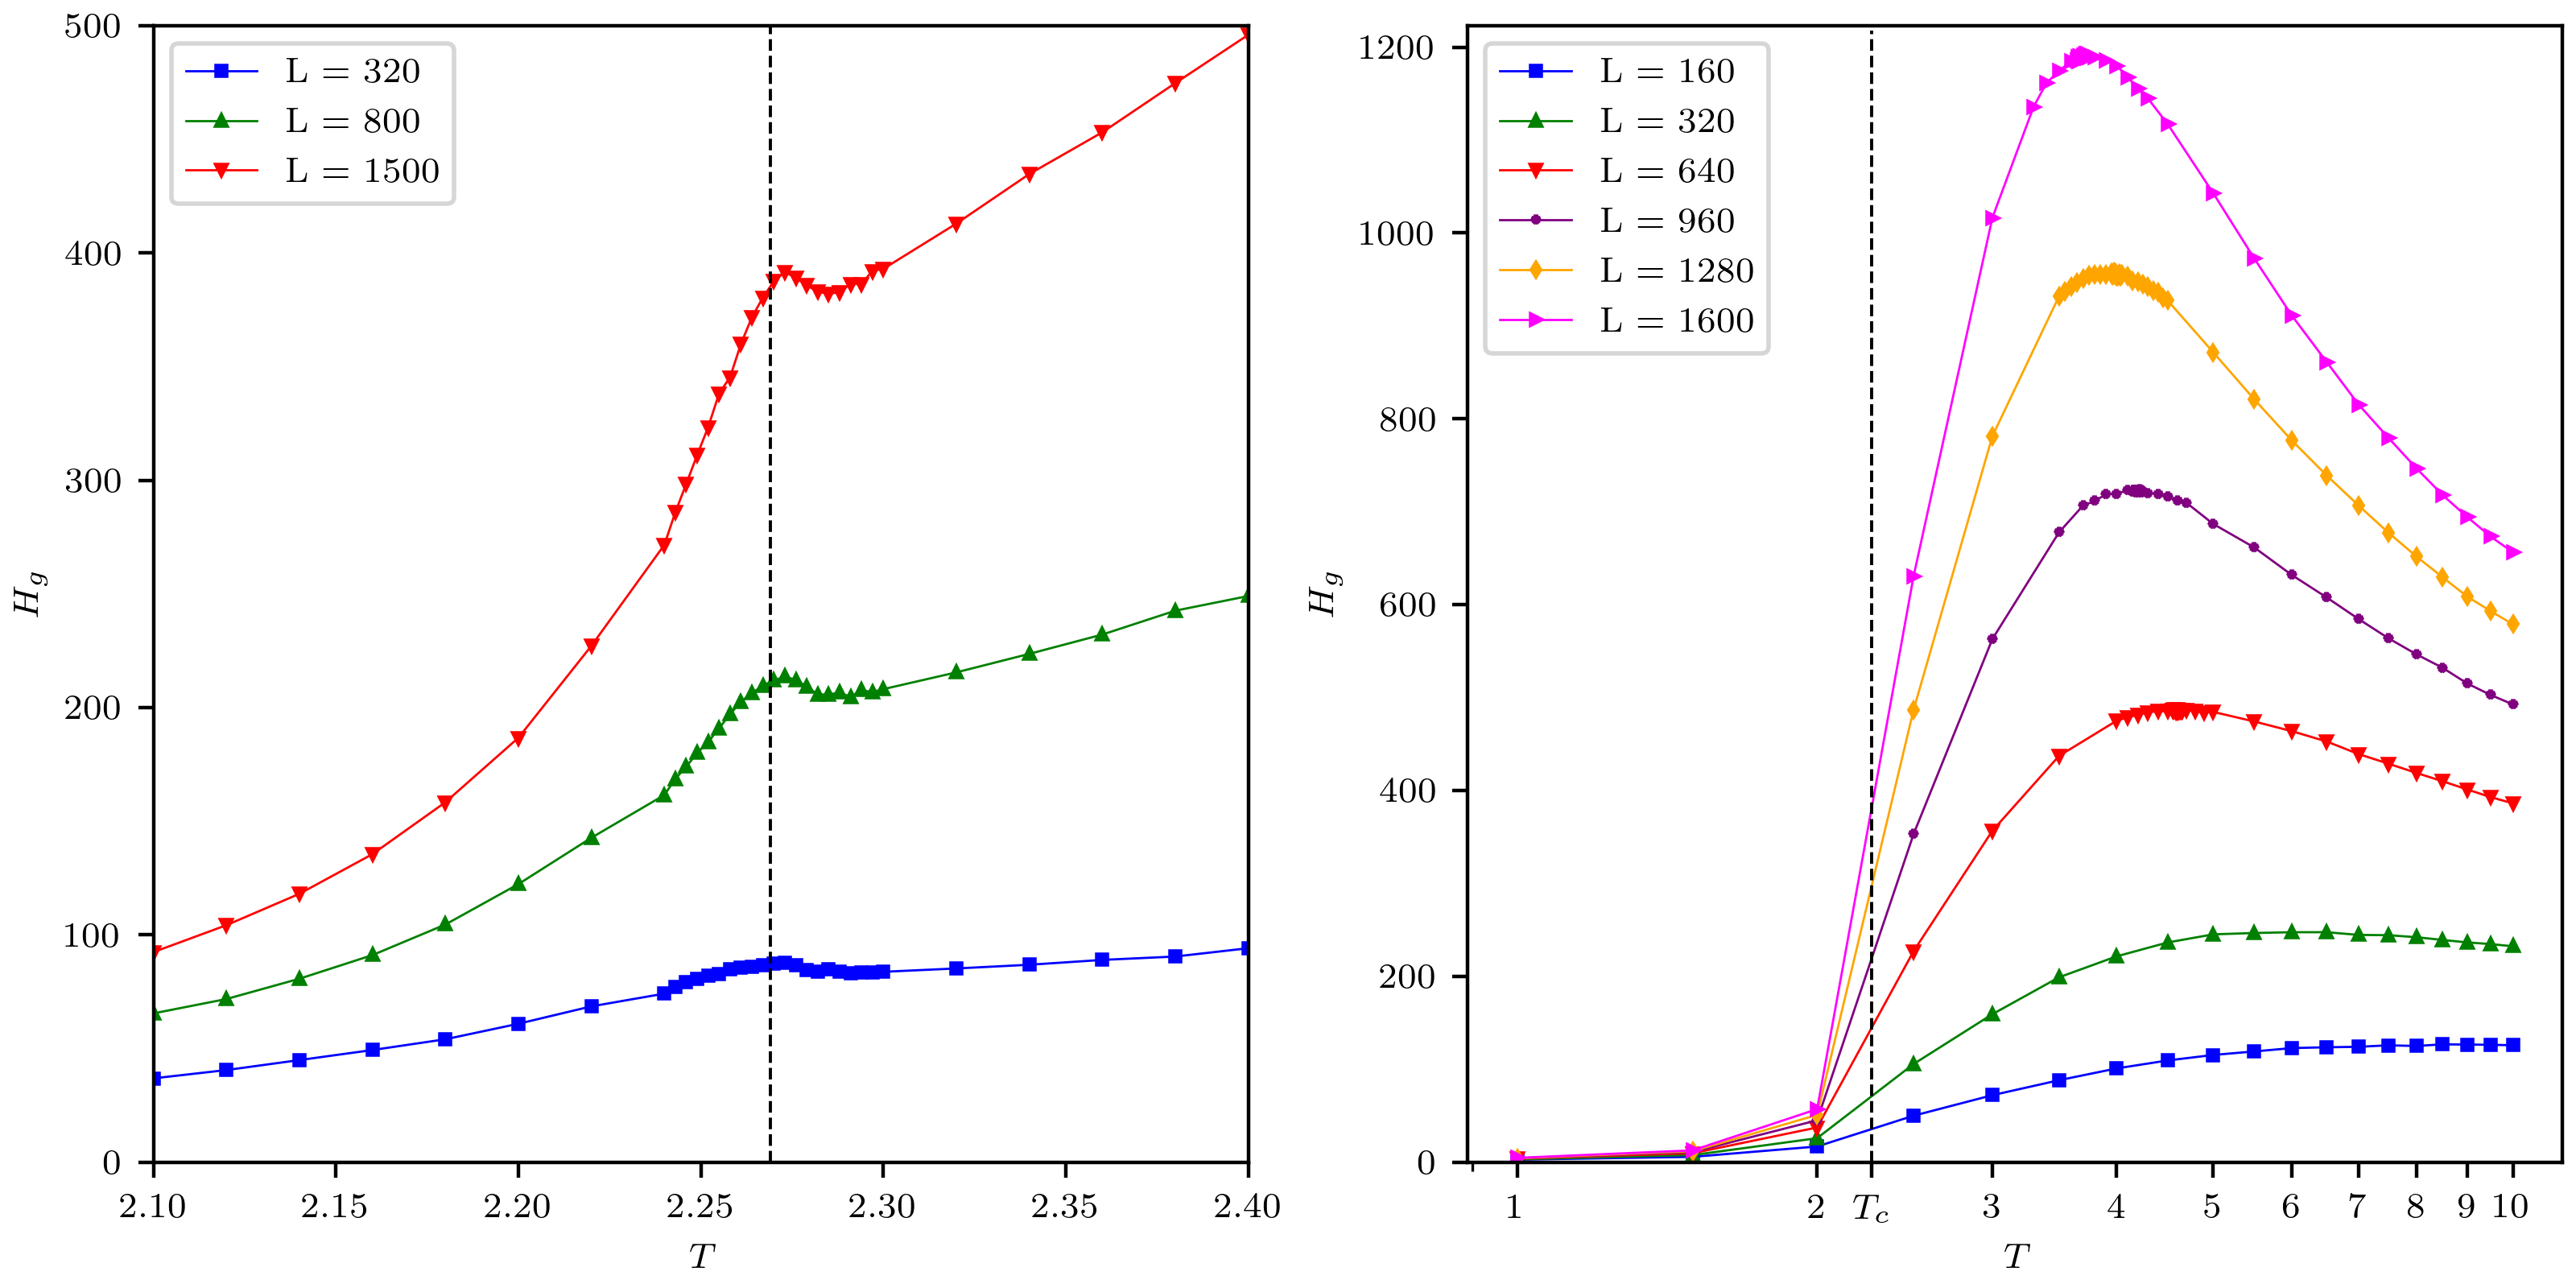 500
400
300
200
100
0
H_g
L = 320
L = 800
L = 1500
2.10 2.15 2.20 2.25 2.30 2.35 2.40
T
1200
1000
800
600
400
200
0
H_g
L = 160
L = 320
L = 640
L = 960
L = 1280
L = 1600
1 2 T_c 3 4 5 6 7 8 9 10
T